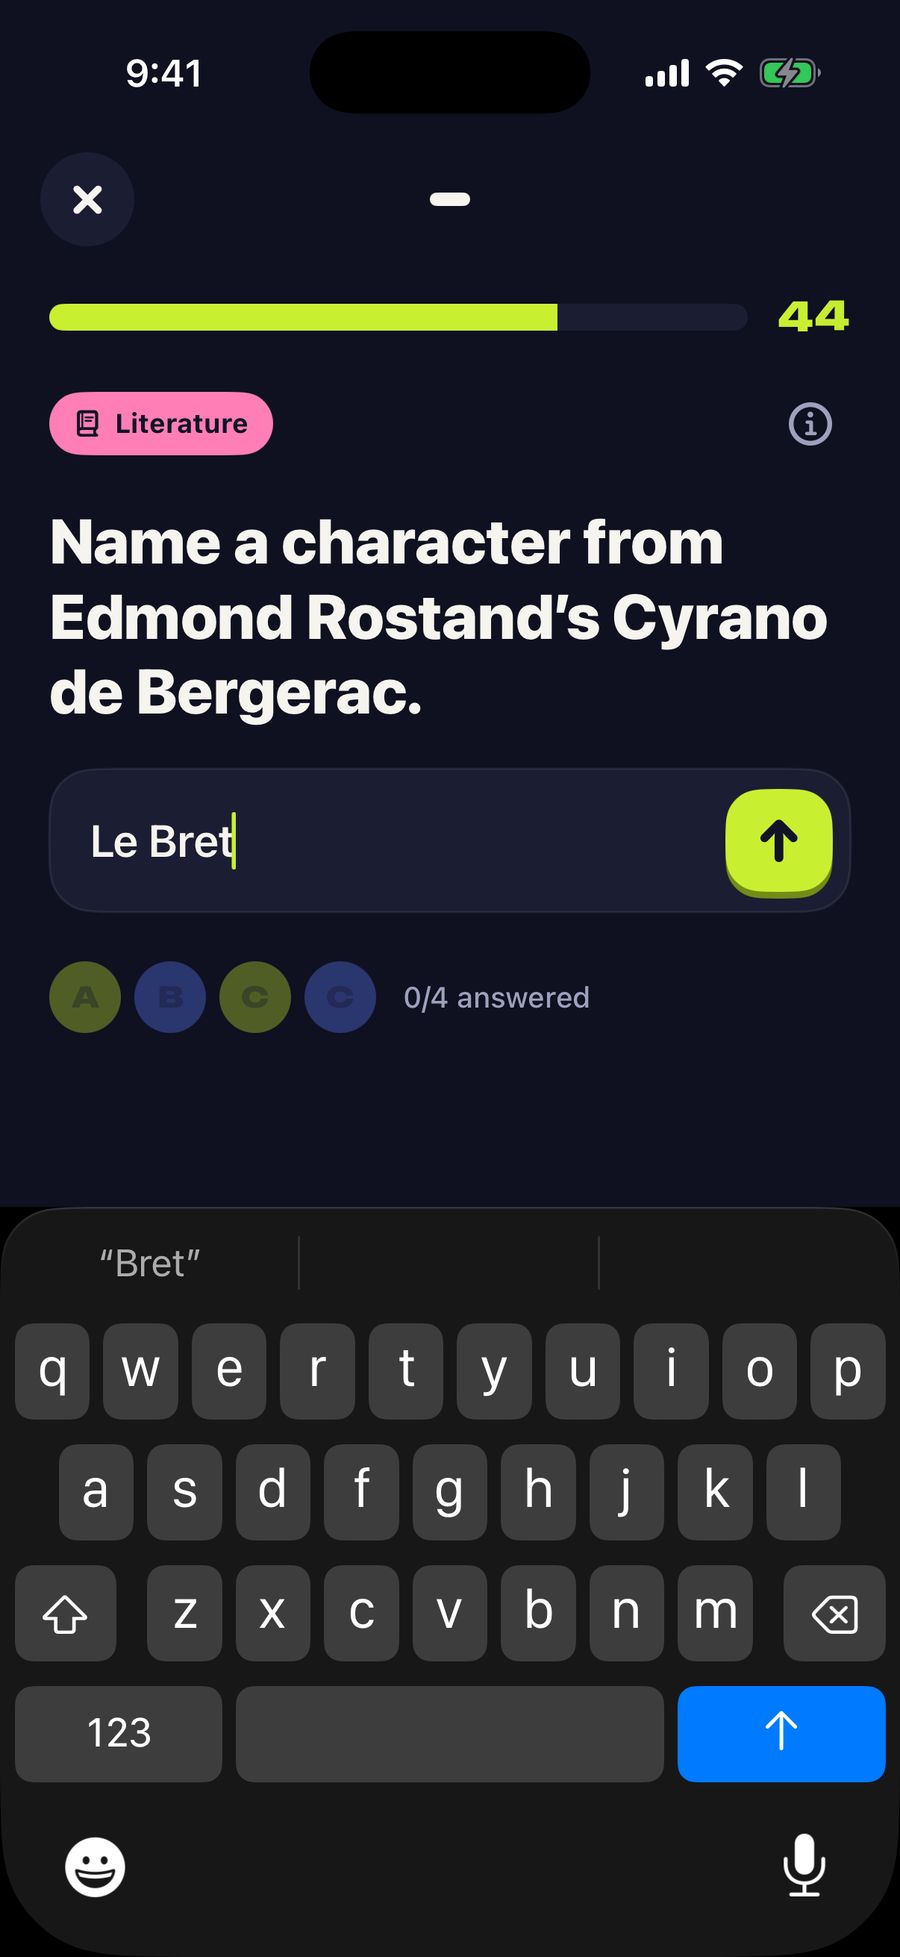 9:41
44
Literature
Name a character from
Edmond Rostand’s Cyrano
de Bergerac.
Le Bret
A B C C 0/4 answered
“Bret”
q w e r t y u i o p
a s d f g h j k l
z x c v b n m
123